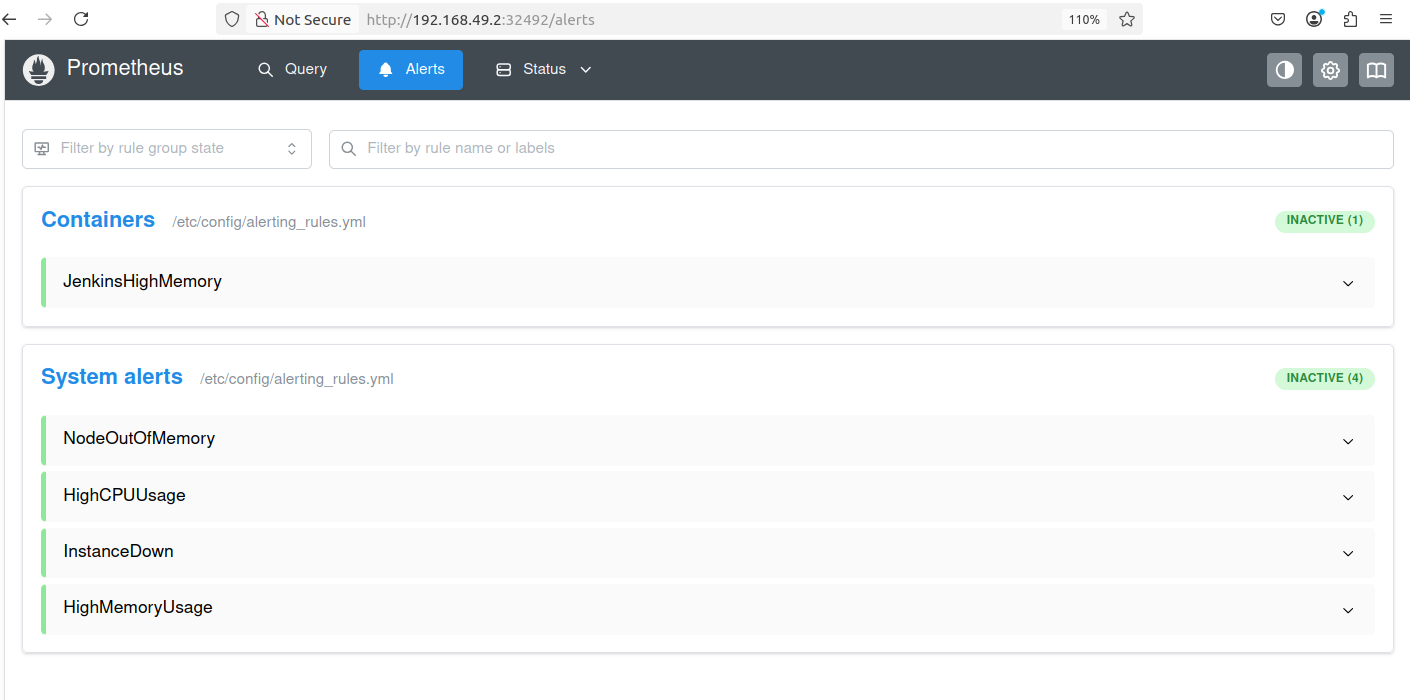 Not Secure http://192.168.49.2:32492/alerts 110%
Prometheus Query Alerts Status
Filter by rule group state Filter by rule name or labels
Containers /etc/config/alerting_rules.yml INACTIVE (1)
JenkinsHighMemory
System alerts /etc/config/alerting_rules.yml INACTIVE (4)
NodeOutOfMemory
HighCPUUsage
InstanceDown
HighMemoryUsage